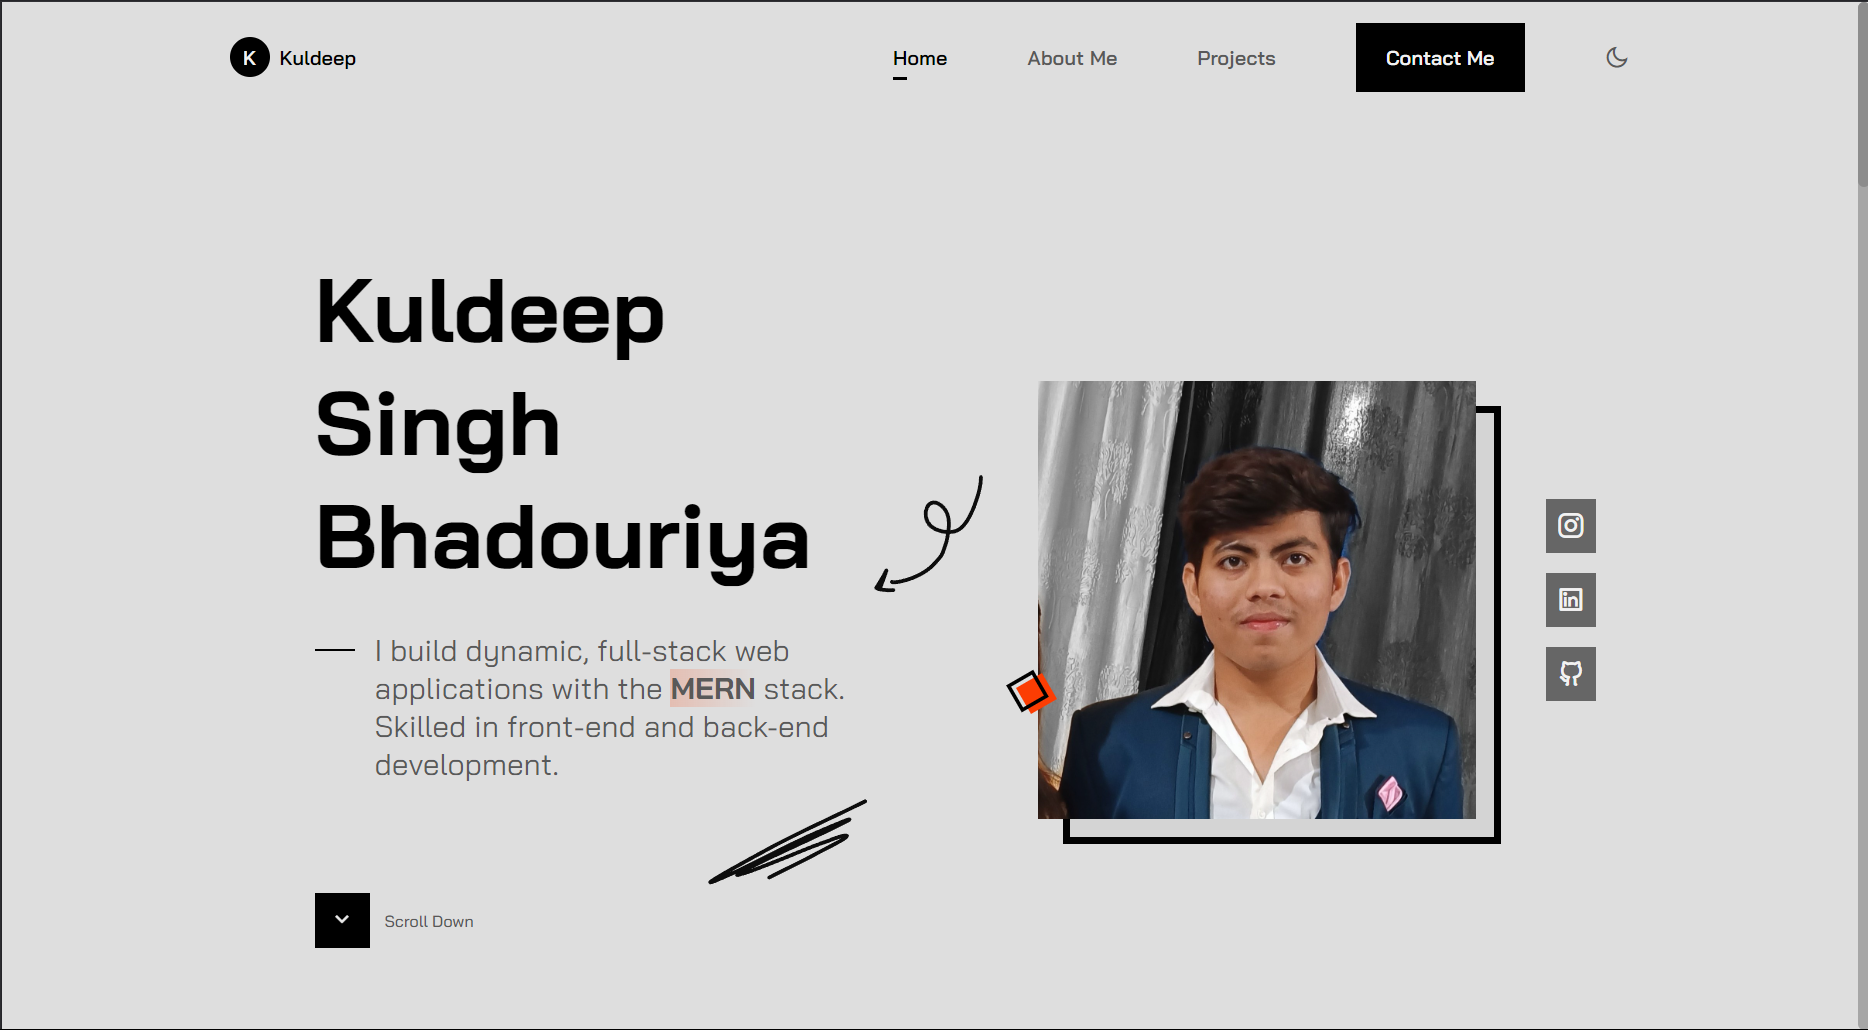 K Kuldeep
Home
About Me
Projects
Contact Me
Kuldeep
Singh
Bhadouriya
I build dynamic, full-stack web
applications with the MERN stack.
Skilled in front-end and back-end
development.
in
Scroll Down